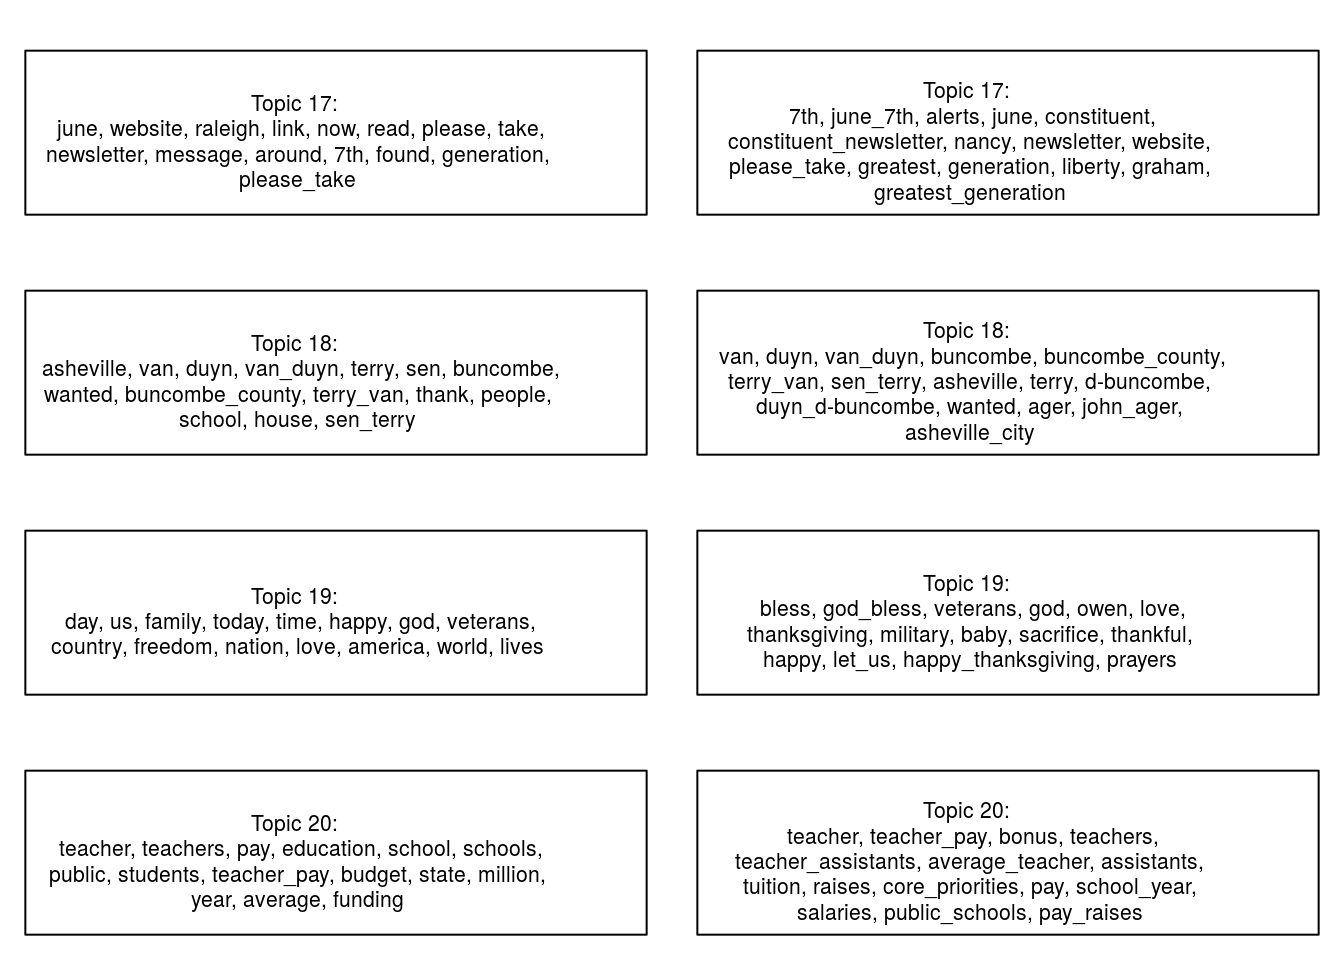 Topic 17:
june, website, raleigh, link, now, read, please, take,
newsletter, message, around, 7th, found, generation,
please_take
Topic 17:
7th, june_7th, alerts, june, constituent,
constituent_newsletter, nancy, newsletter, website,
please_take, greatest, generation, liberty, graham,
greatest_generation
Topic 18:
asheville, van, duyn, van_duyn, terry, sen, buncombe,
wanted, buncombe_county, terry_van, thank, people,
school, house, sen_terry
Topic 18:
van, duyn, van_duyn, buncombe, buncombe_county,
terry_van, sen_terry, asheville, terry, d-buncombe,
duyn_d-buncombe, wanted, ager, john_ager,
asheville_city
Topic 19:
day, us, family, today, time, happy, god, veterans,
country, freedom, nation, love, america, world, lives
Topic 19:
bless, god_bless, veterans, god, owen, love,
thanksgiving, military, baby, sacrifice, thankful,
happy, let_us, happy_thanksgiving, prayers
Topic 20:
teacher, teachers, pay, education, school, schools,
public, students, teacher_pay, budget, state, million,
year, average, funding
Topic 20:
teacher, teacher_pay, bonus, teachers,
teacher_assistants, average_teacher, assistants,
tuition, raises, core_priorities, pay, school_year,
salaries, public_schools, pay_raises